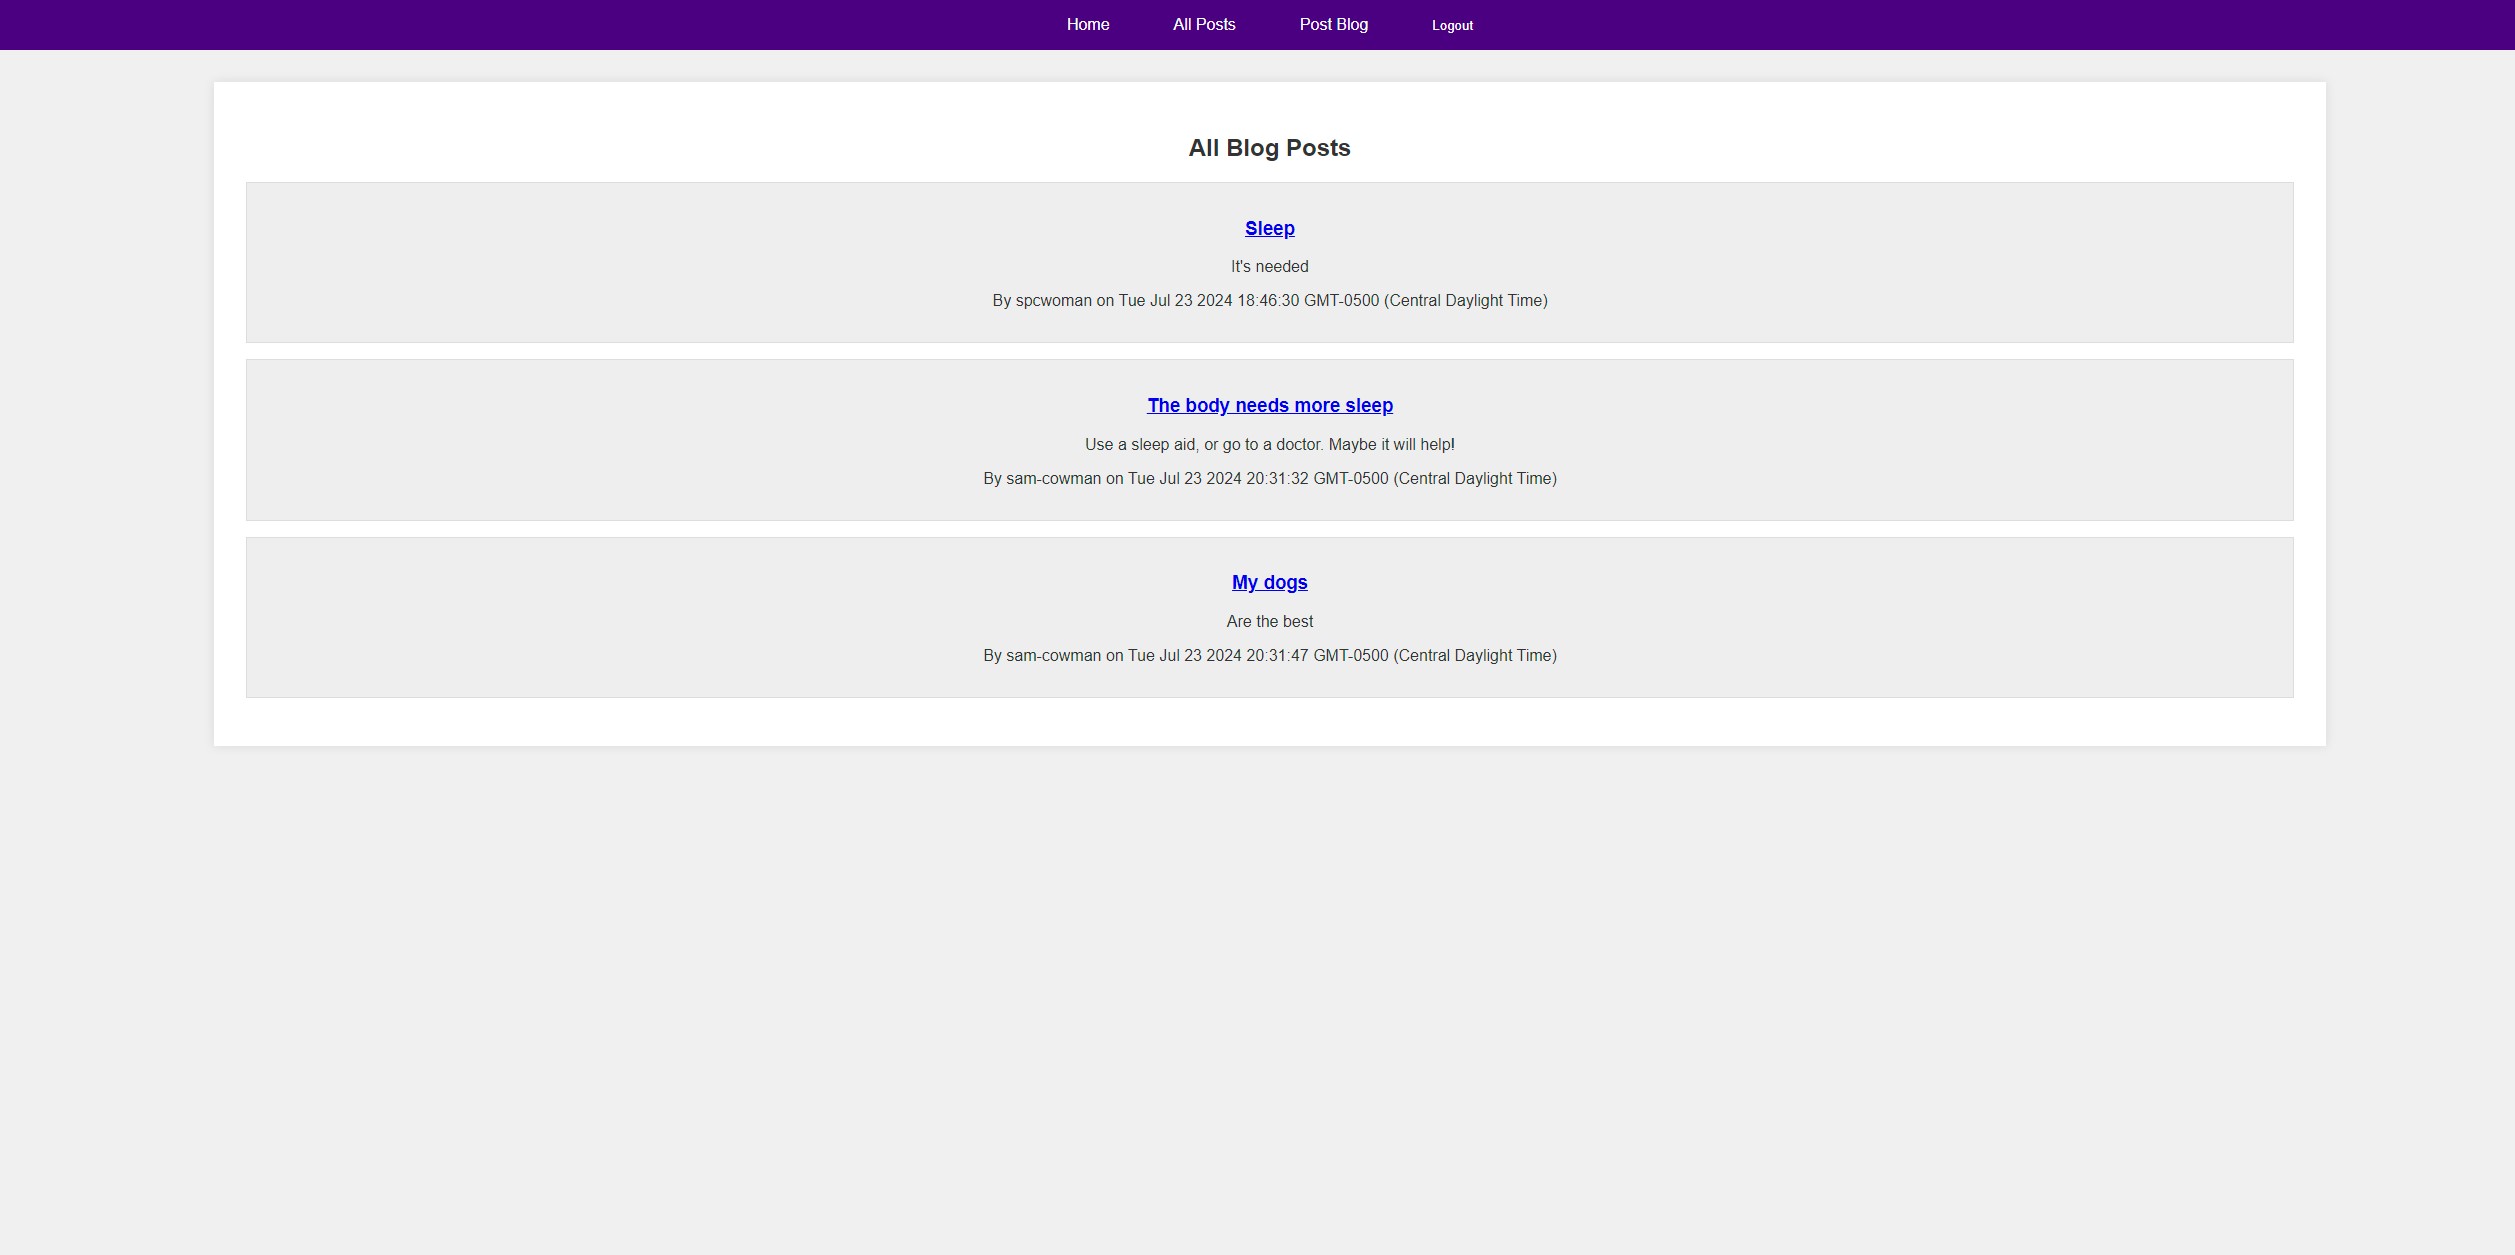 Home All Posts Post Blog Logout
All Blog Posts
Sleep
It's needed
By spcwoman on Tue Jul 23 2024 18:46:30 GMT-0500 (Central Daylight Time)
The body needs more sleep
Use a sleep aid, or go to a doctor. Maybe it will help!
By sam-cowman on Tue Jul 23 2024 20:31:32 GMT-0500 (Central Daylight Time)
My dogs
Are the best
By sam-cowman on Tue Jul 23 2024 20:31:47 GMT-0500 (Central Daylight Time)